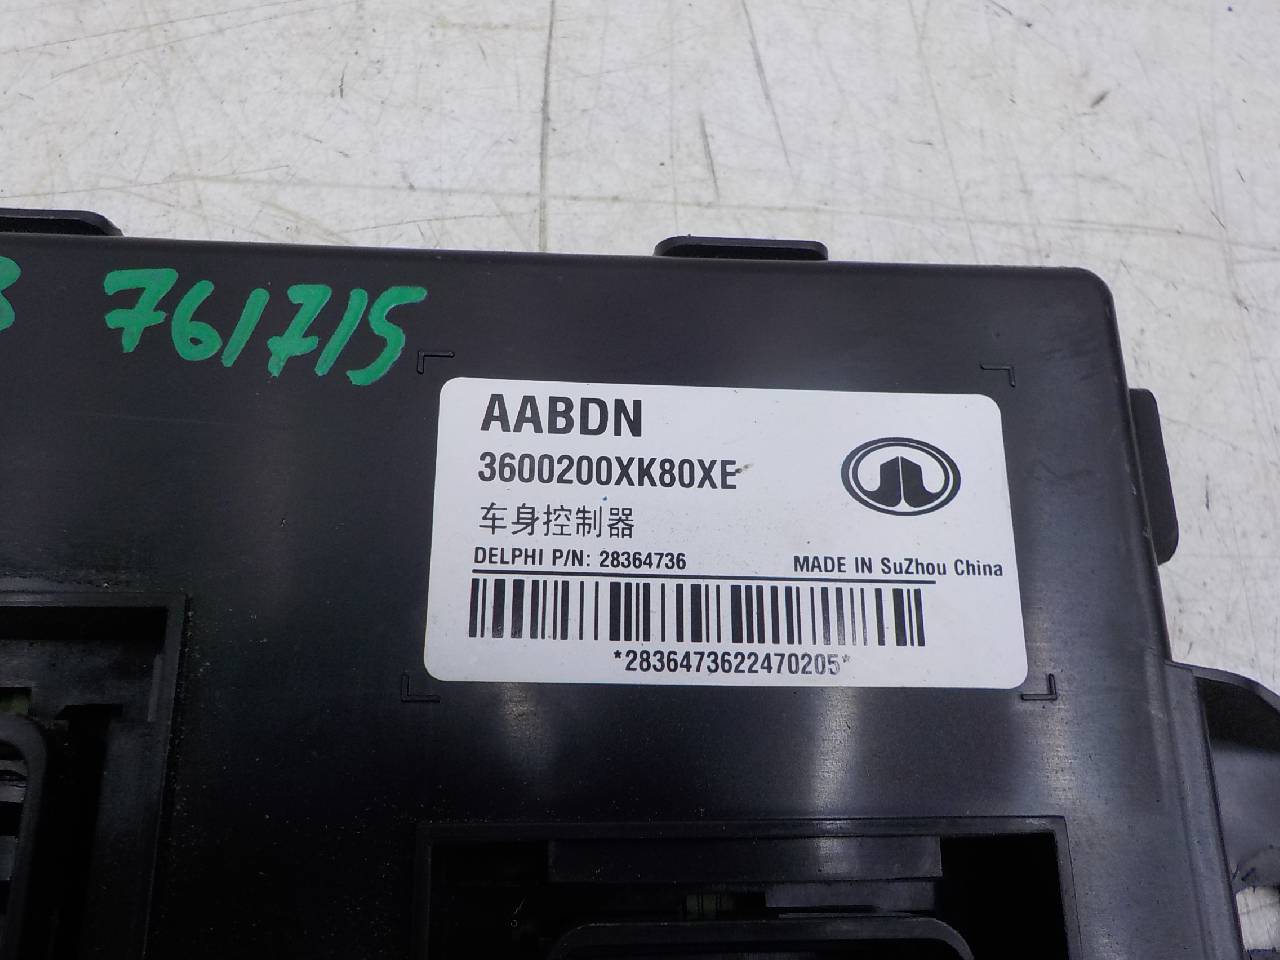 761715
AABDN
3600200XK80XE
车身控制器
DELPHI P/N: 28364736
MADE IN SuZhou China
*2836473622470205*